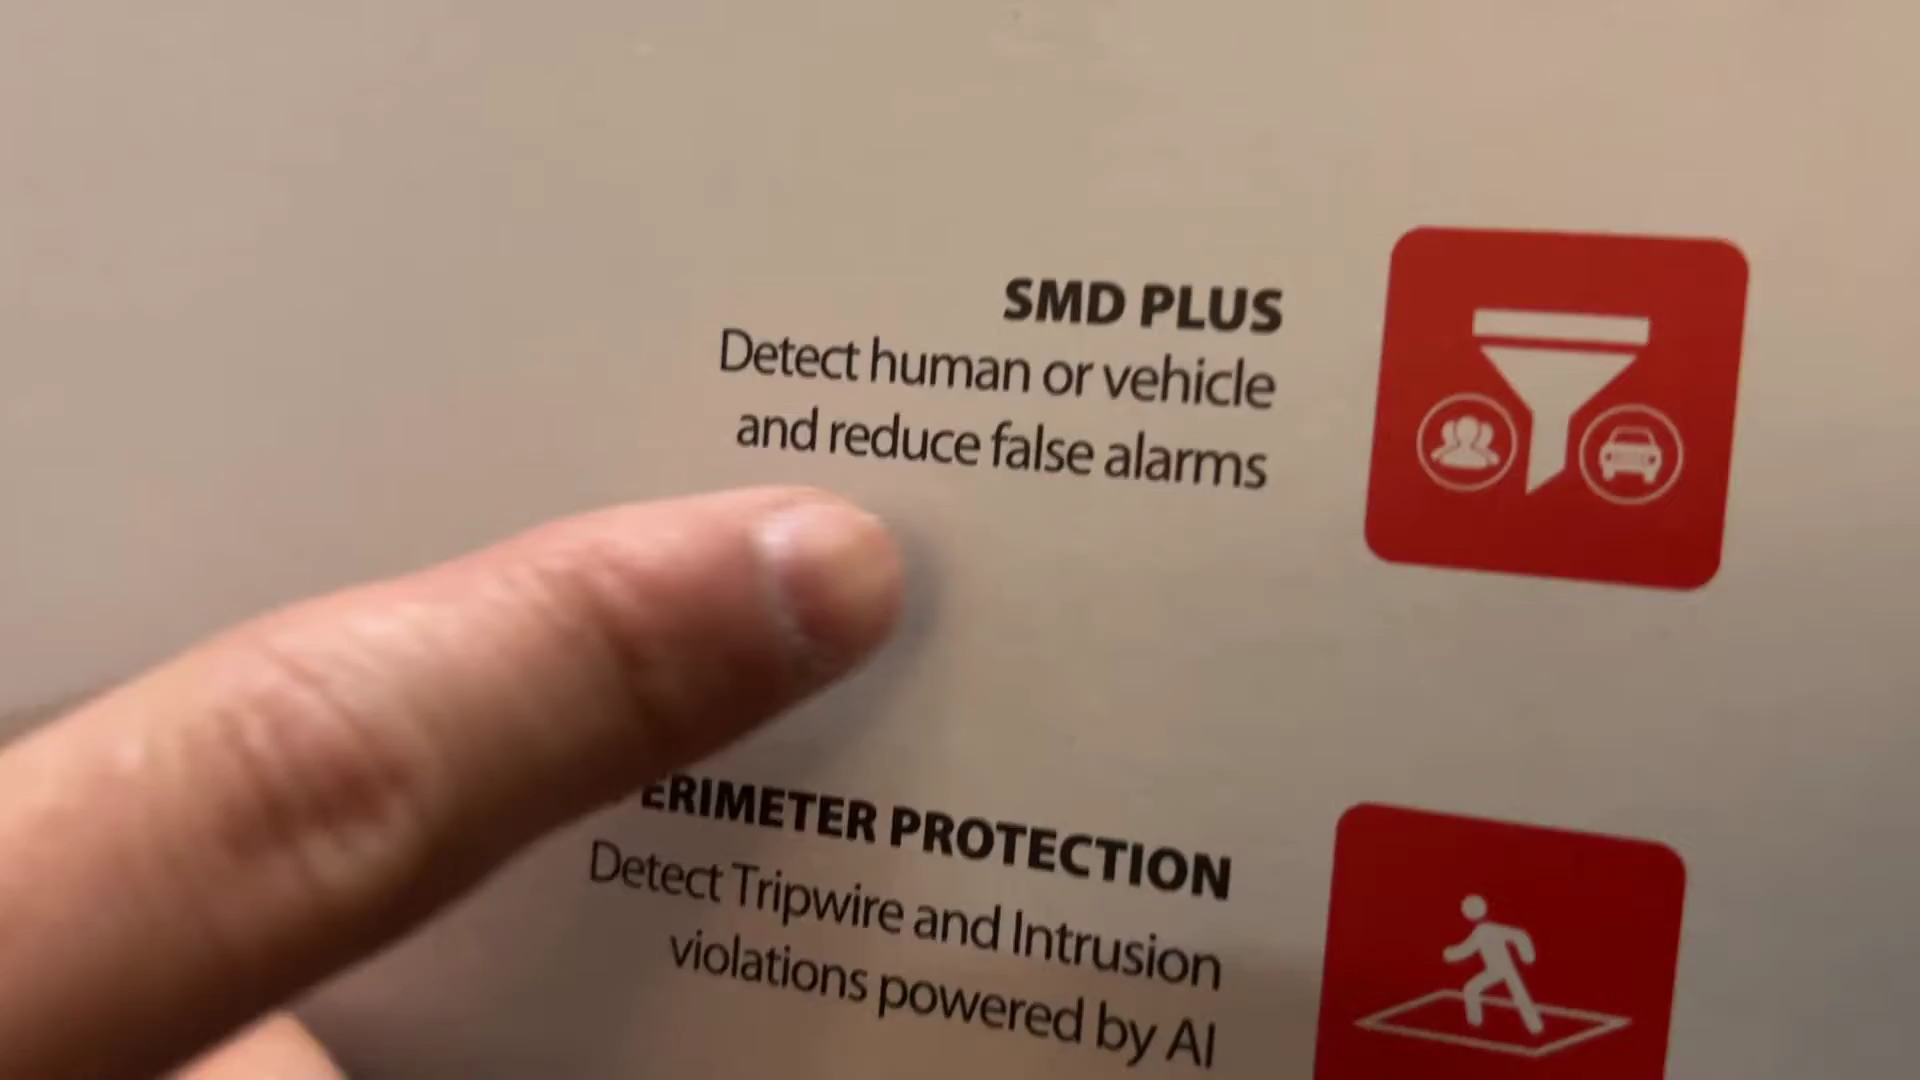 SMD PLUS
Detect human or vehicle
and reduce false alarms
ERIMETER PROTECTION
Detect Tripwire and Intrusion
violations powered by AI